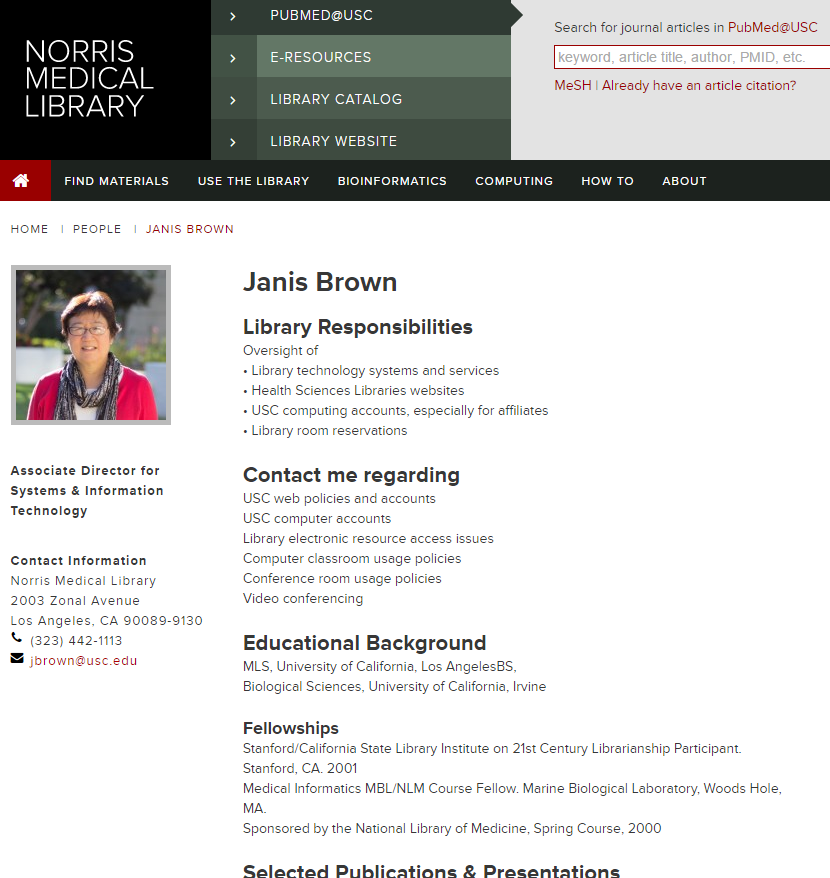 NORRIS
MEDICAL
LIBRARY
PUBMED@USC
E-RESOURCES
LIBRARY CATALOG
LIBRARY WEBSITE
Search for journal articles in PubMed@USC
keyword, article title, author, PMID, etc.
MeSH | Already have an article citation?
FIND MATERIALS USE THE LIBRARY BIOINFORMATICS COMPUTING HOW TO ABOUT
HOME | PEOPLE | JANIS BROWN
Associate Director for
Systems & Information
Technology
Contact Information
Norris Medical Library
2003 Zonal Avenue
Los Angeles, CA 90089-9130
(323) 442-1113
jbrown@usc.edu
Janis Brown
Library Responsibilities
Oversight of
• Library technology systems and services
• Health Sciences Libraries websites
• USC computing accounts, especially for affiliates
• Library room reservations
Contact me regarding
USC web policies and accounts
USC computer accounts
Library electronic resource access issues
Computer classroom usage policies
Conference room usage policies
Video conferencing
Educational Background
MLS, University of California, Los AngelesBS,
Biological Sciences, University of California, Irvine
Fellowships
Stanford/California State Library Institute on 21st Century Librarianship Participant.
Stanford, CA. 2001
Medical Informatics MBL/NLM Course Fellow. Marine Biological Laboratory, Woods Hole,
MA.
Sponsored by the National Library of Medicine, Spring Course, 2000
Selected Publications & Presentations